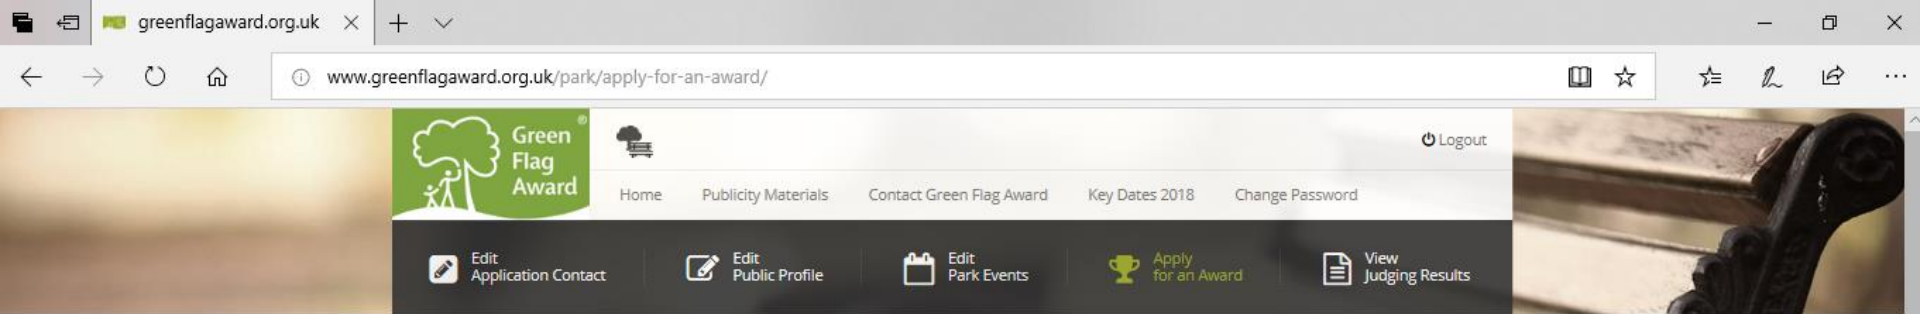 greenflagaward.org.uk
www.greenflagaward.org.uk/park/apply-for-an-award/
Green
Flag
Award
®
Logout
Home Publicity Materials Contact Green Flag Award Key Dates 2018 Change Password
Edit
Application Contact
Edit
Public Profile
Edit
Park Events
Apply
for an Award
View
Judging Results